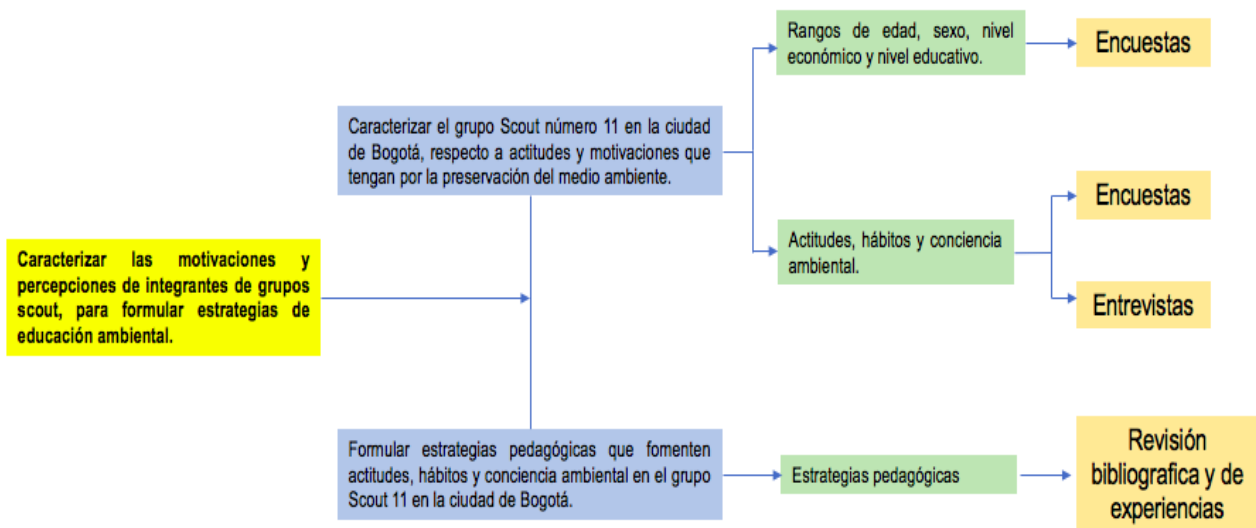 Caracterizar las motivaciones y
percepciones de integrantes de grupos
scout, para formular estrategias de
educación ambiental.
Caracterizar el grupo Scout número 11 en la ciudad
de Bogotá, respecto a actitudes y motivaciones que
tengan por la preservación del medio ambiente.
Rangos de edad, sexo, nivel
económico y nivel educativo.
Encuestas
Actitudes, hábitos y conciencia
ambiental.
Encuestas
Entrevistas
Formular estrategias pedagógicas que fomenten
actitudes, hábitos y conciencia ambiental en el grupo
Scout 11 en la ciudad de Bogotá.
Estrategias pedagógicas
Revisión
bibliografica y de
experiencias